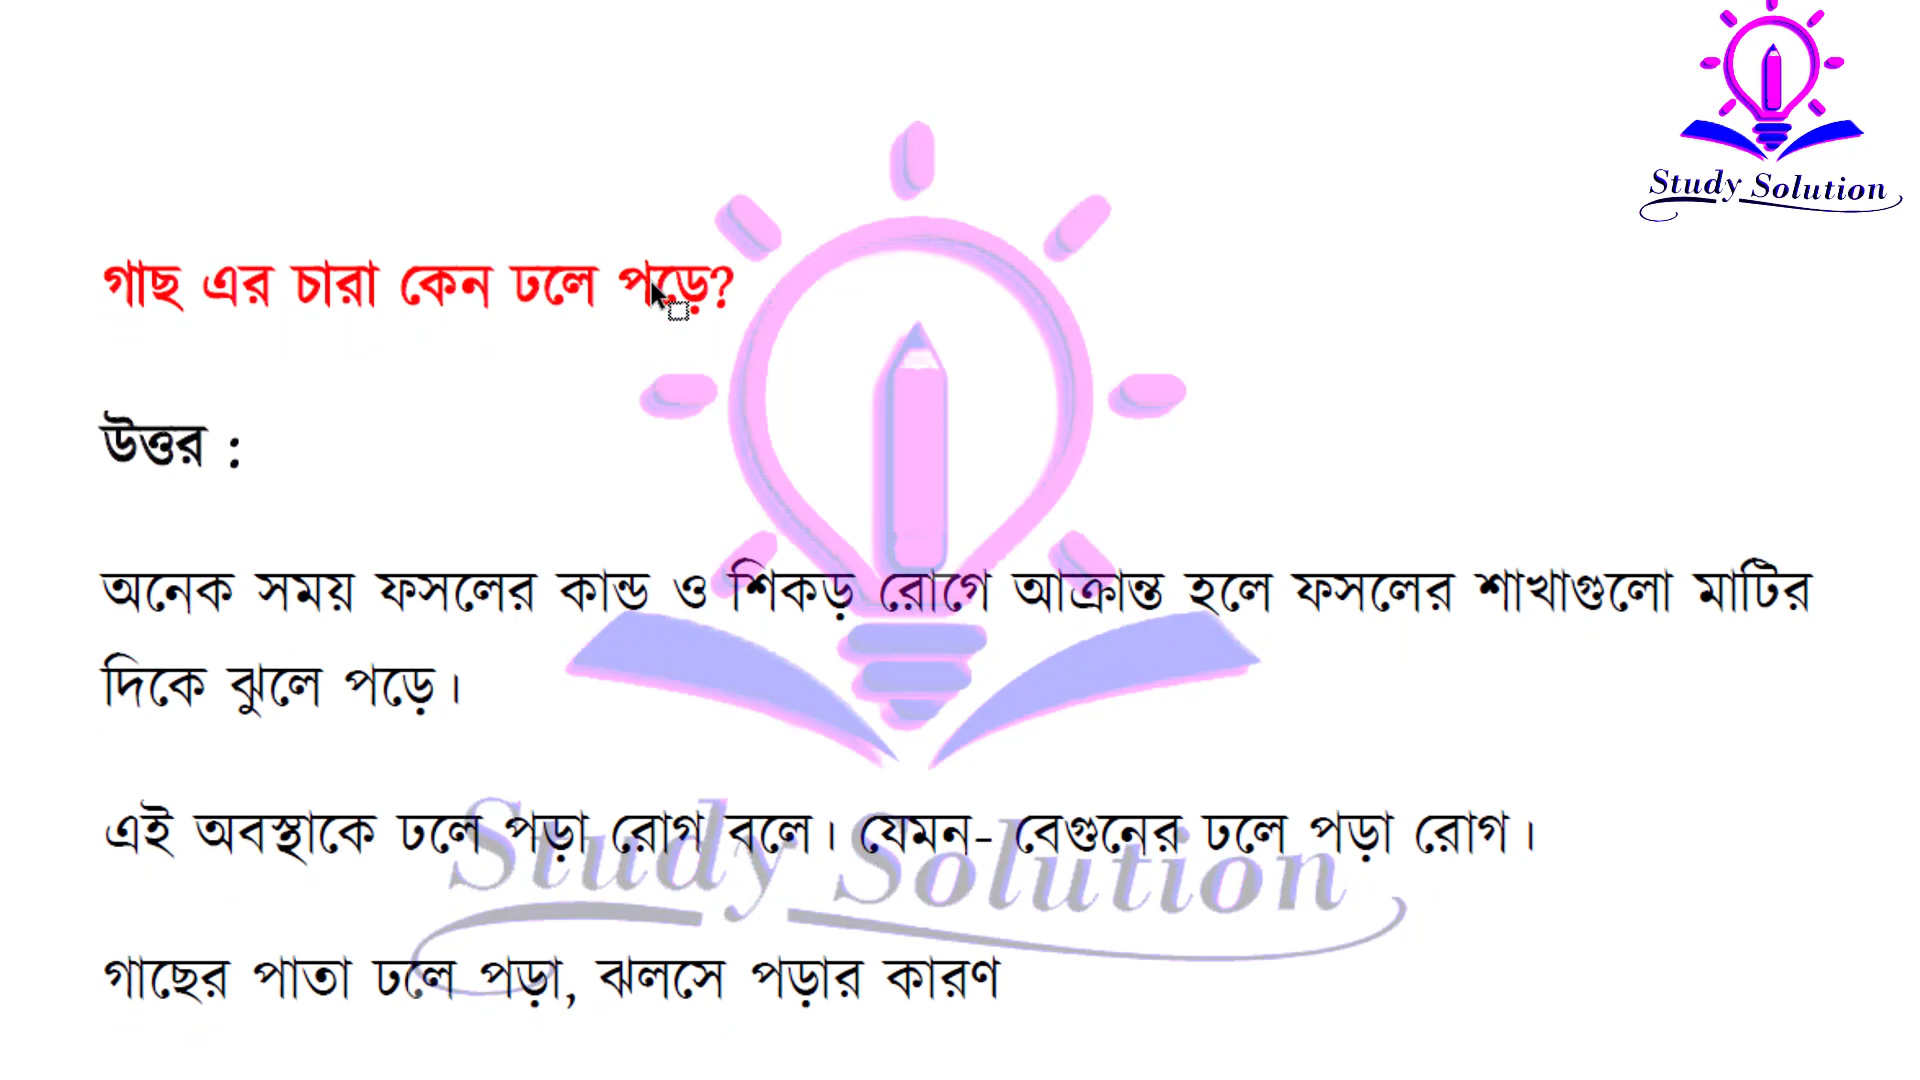 Study Solution
গাছ এর চারা কেন ঢলে পড়ে?
উত্তর :
অনেক সময় ফসলের কান্ড ও শিকড় রোগে আক্রান্ত হলে ফসলের শাখাগুলো মাটির
দিকে ঝুলে পড়ে।
এই অবস্থাকে ঢলে পড়া রোগ বলে। যেমন- বেগুনের ঢলে পড়া রোগ।
Study Solution
গাছের পাতা ঢলে পড়া, ঝলসে পড়ার কারণ